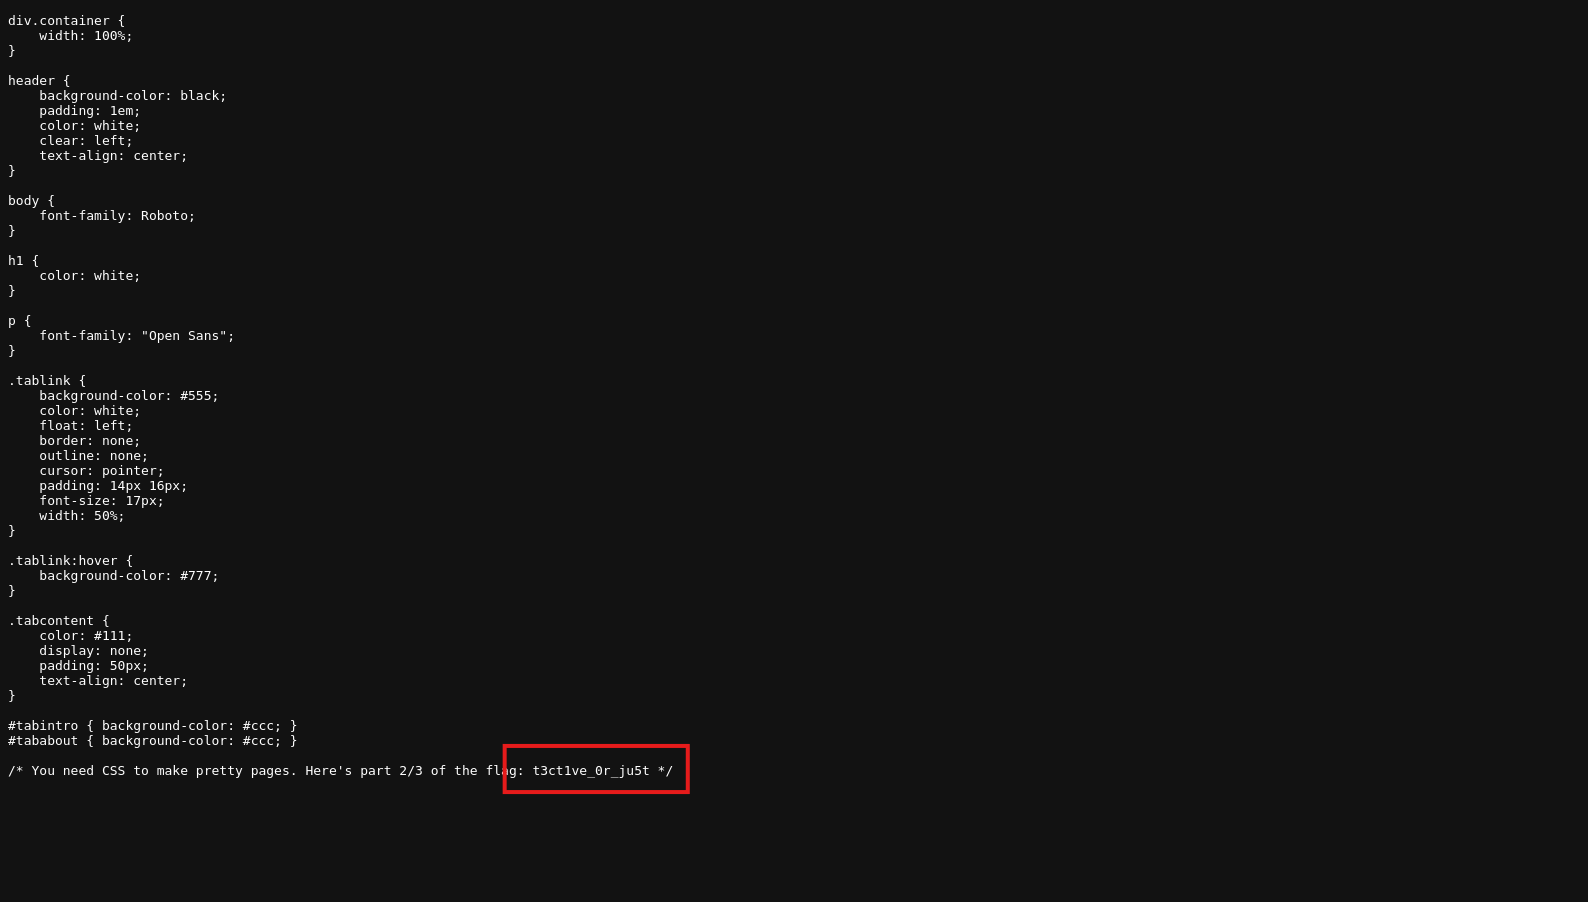 div.container {
    width: 100%;
}

header {
    background-color: black;
    padding: 1em;
    color: white;
    clear: left;
    text-align: center;
}

body {
    font-family: Roboto;
}

h1 {
    color: white;
}

p {
    font-family: "Open Sans";
}

.tablink {
    background-color: #555;
    color: white;
    float: left;
    border: none;
    outline: none;
    cursor: pointer;
    padding: 14px 16px;
    font-size: 17px;
    width: 50%;
}

.tablink:hover {
    background-color: #777;
}

.tabcontent {
    color: #111;
    display: none;
    padding: 50px;
    text-align: center;
}

#tabintro { background-color: #ccc; }
#tababout { background-color: #ccc; }

/* You need CSS to make pretty pages. Here's part 2/3 of the flag: t3ct1ve_0r_ju5t */